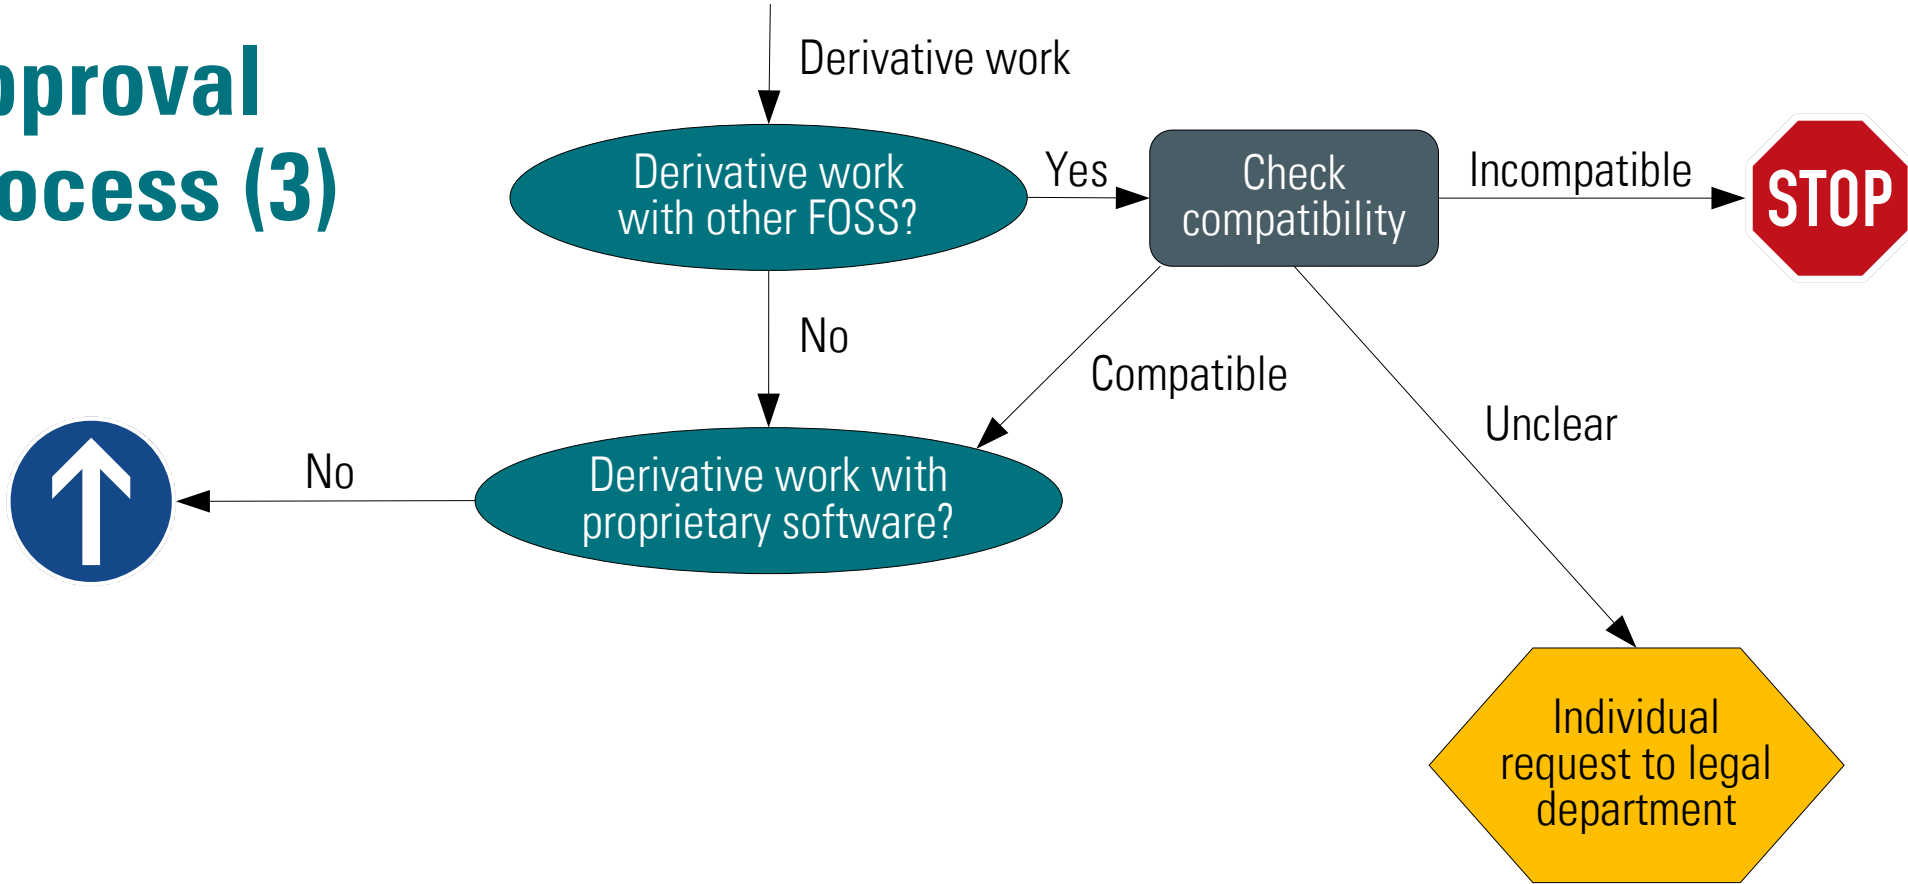 pproval
ocess (3)
Derivative work
Derivative work
with other FOSS?
Yes
Check
compatibility
Incompatible
STOP
No
Compatible
Unclear
No
Derivative work with
proprietary software?
Individual
request to legal
department